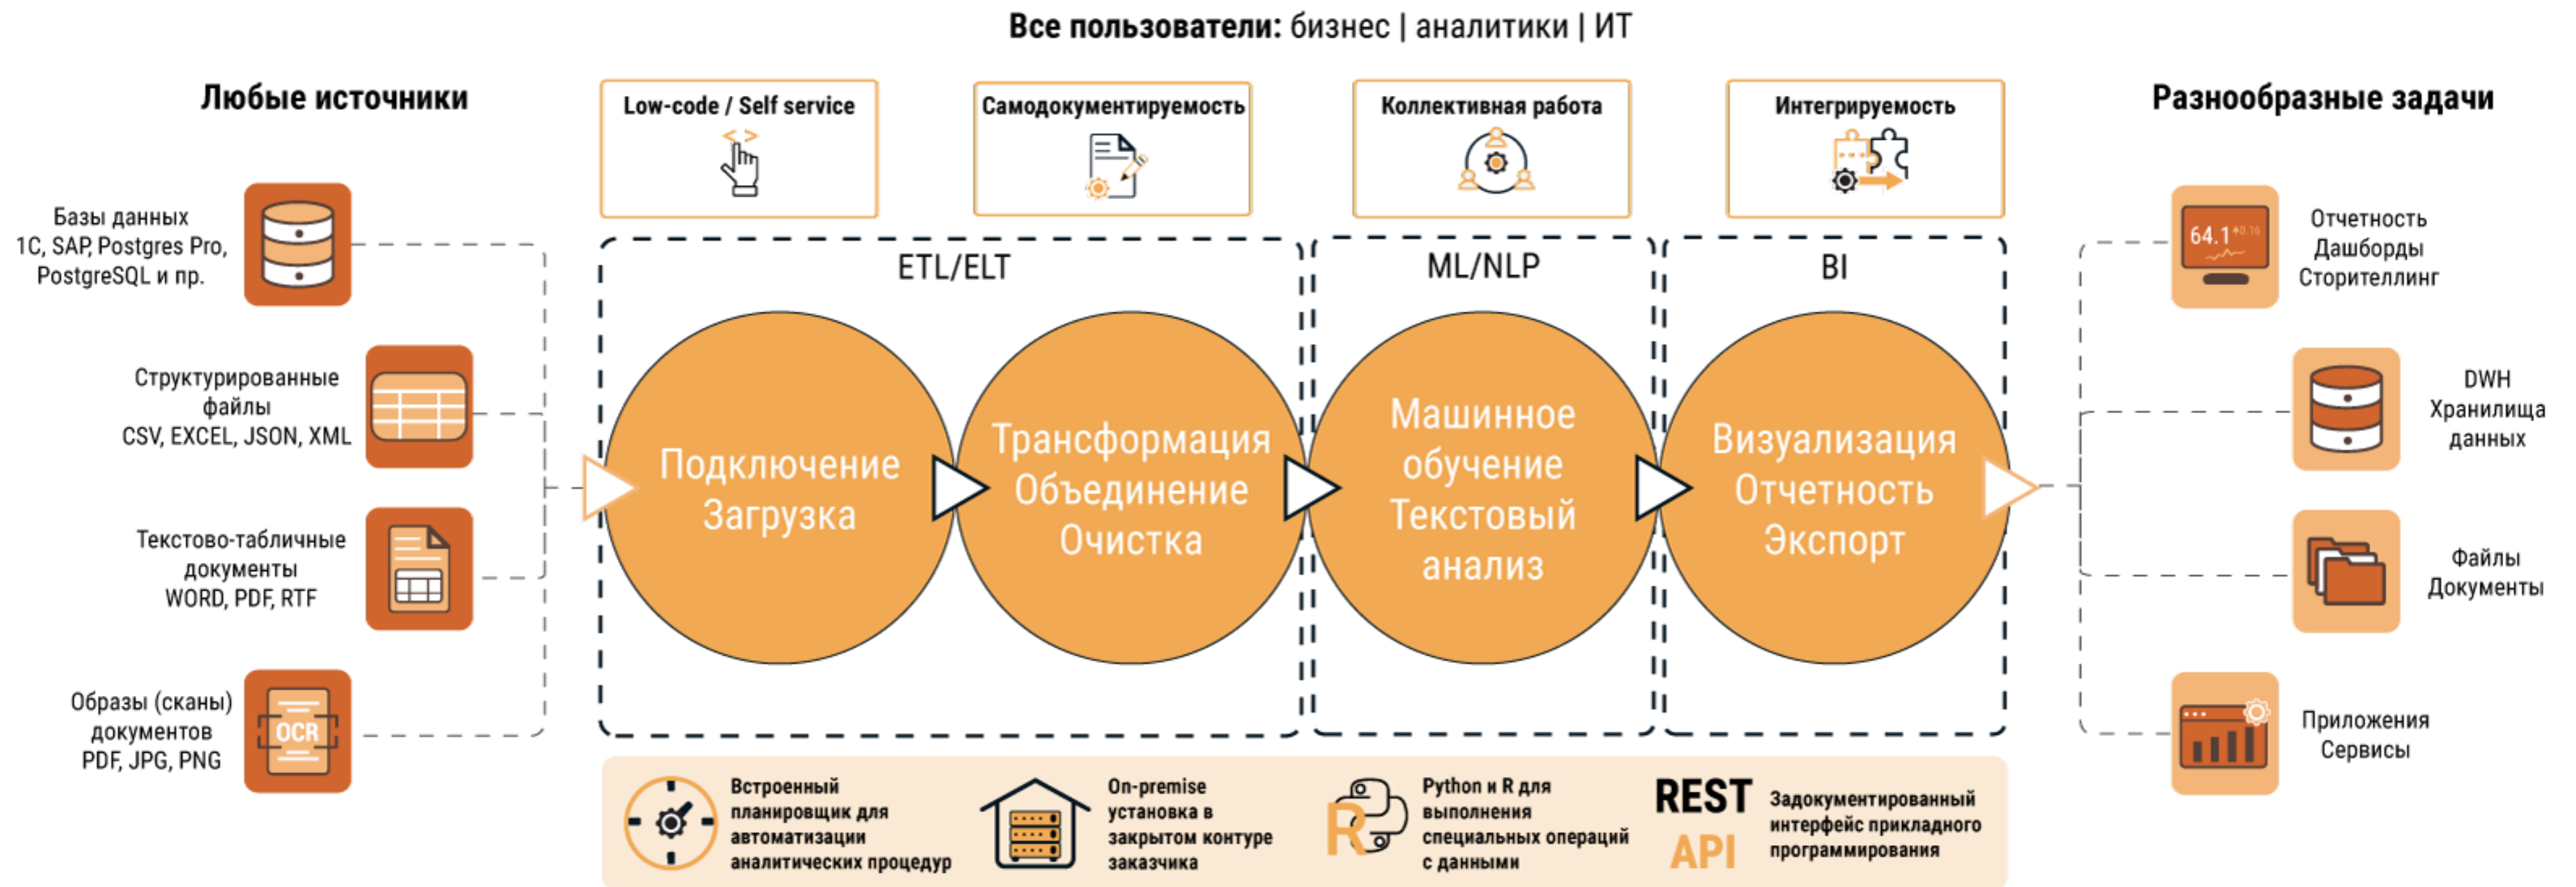 Все пользователи: бизнес | аналитики | ИТ
Любые источники
Базы данных
1С, SAP, Postgres Pro,
PostgreSQL и пр.
Структурированные
файлы
CSV, EXCEL, JSON, XML
Текстово-табличные
документы
WORD, PDF, RTF
Образы (сканы)
документов
PDF, JPG, PNG
OCR
Low-code / Self service
< >
Самодокументируемость
Коллективная работа
Интегрируемость
ETL/ELT
Подключение
Загрузка
Трансформация
Объединение
Очистка
ML/NLP
Машинное
обучение
Текстовый
анализ
BI
Визуализация
Отчетность
Экспорт
Встроенный
планировщик для
автоматизации
аналитических процедур
On-premise
установка в
закрытом контуре
заказчика
R
Python и R для
выполнения
специальных операций
с данными
REST
API
Задокументированный
интерфейс прикладного
программирования
Разнообразные задачи
64.1 +0.16
Отчетность
Дашборды
Сторителлинг
DWH
Хранилища
данных
Файлы
Документы
Приложения
Сервисы